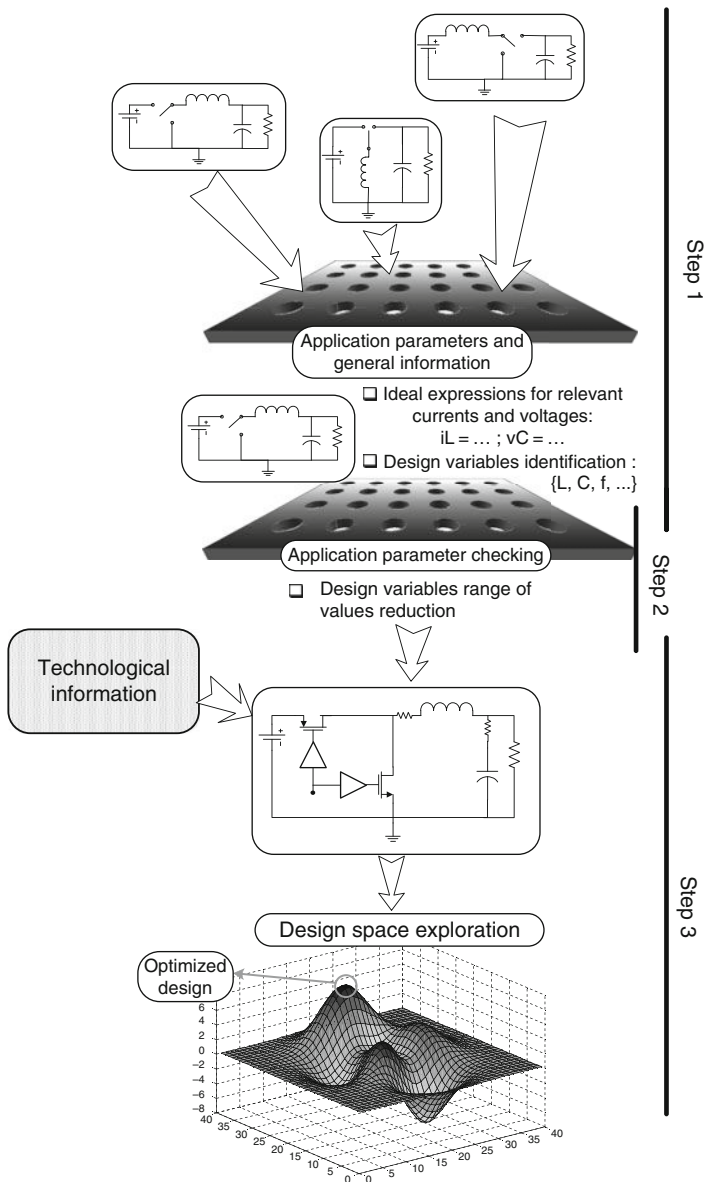 Step 1
Application parameters and
general information
❑ Ideal expressions for relevant
currents and voltages:
iL = … ; vC = …
❑ Design variables identification :
{L, C, f, ...}
Application parameter checking
Step 2
❑ Design variables range of
values reduction
Technological
information
Step 3
Design space exploration
Optimized
design
6
4
2
0
−2
−4
−6
−8
40
35
30
25
20
15
10
5
0
0
5
10
15
20
25
30
35
40